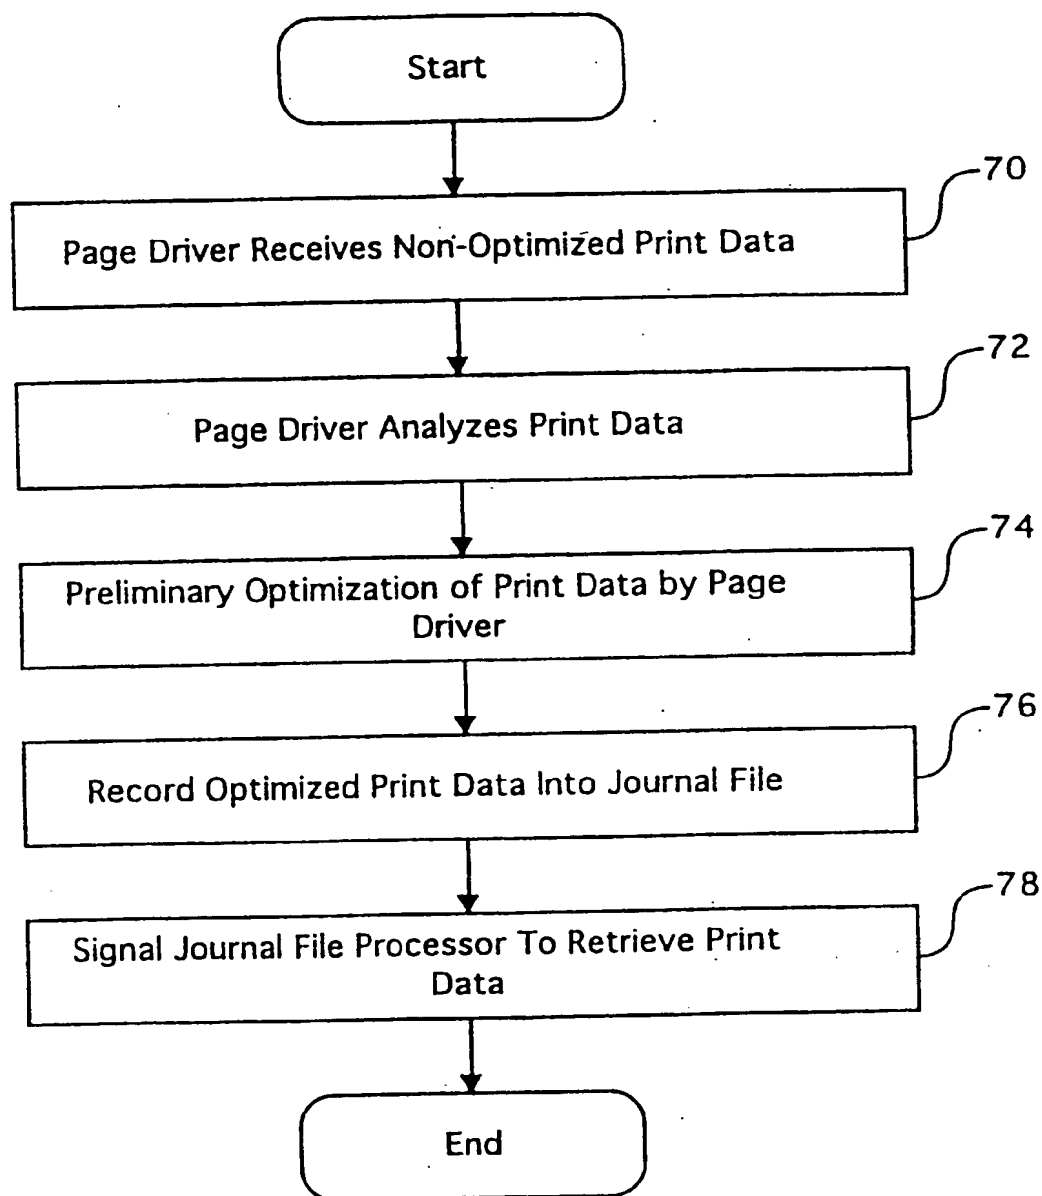 Start
70
Page Driver Receives Non-Optimized Print Data
72
Page Driver Analyzes Print Data
74
Preliminary Optimization of Print Data by Page
Driver
76
Record Optimized Print Data Into Journal File
78
Signal Journal File Processor To Retrieve Print
Data
End